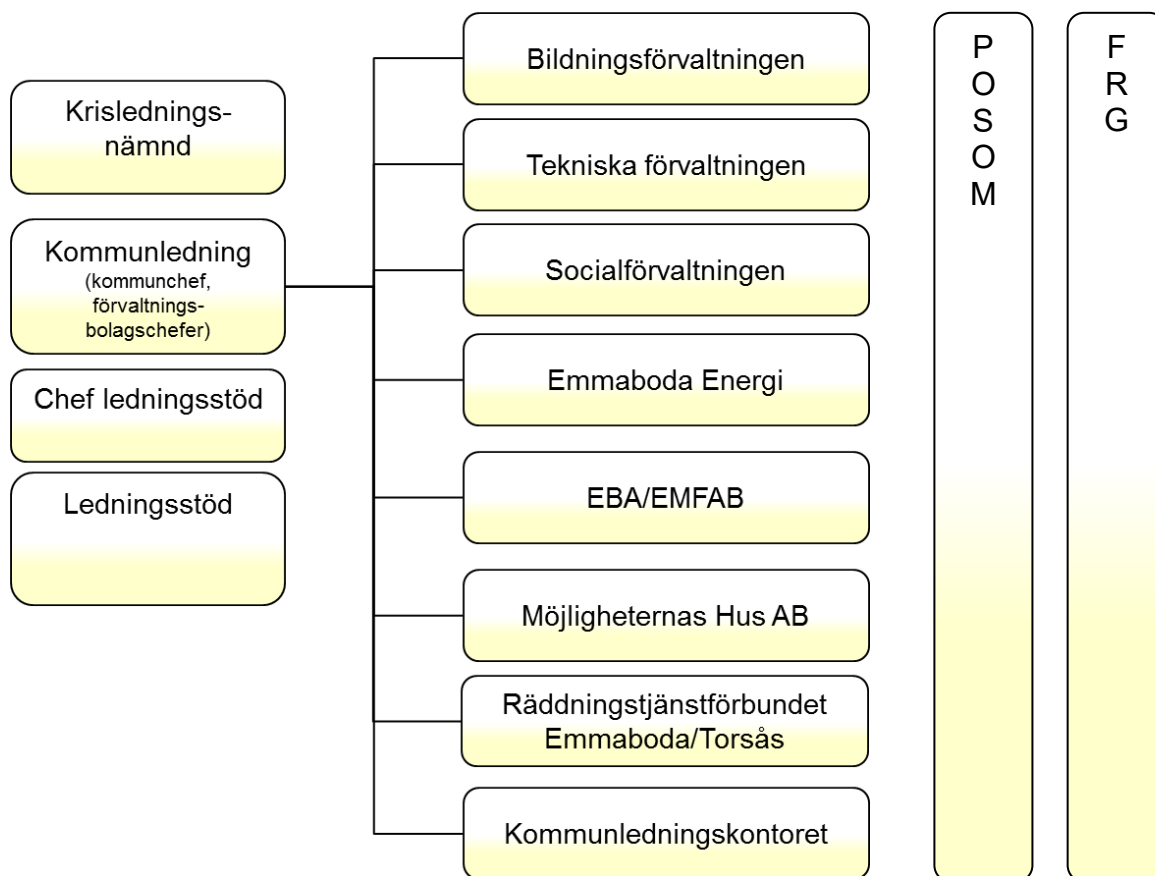 Krislednings-
nämnd
Kommunledning
(kommunchef,
förvaltnings-
bolagschefer)
Chef ledningsstöd
Ledningsstöd
Bildningsförvaltningen
Tekniska förvaltningen
Socialförvaltningen
Emmaboda Energi
EBA/EMFAB
Möjligheternas Hus AB
Räddningstjänstförbundet
Emmaboda/Torsås
Kommunledningskontoret
P
O
S
O
M
F
R
G